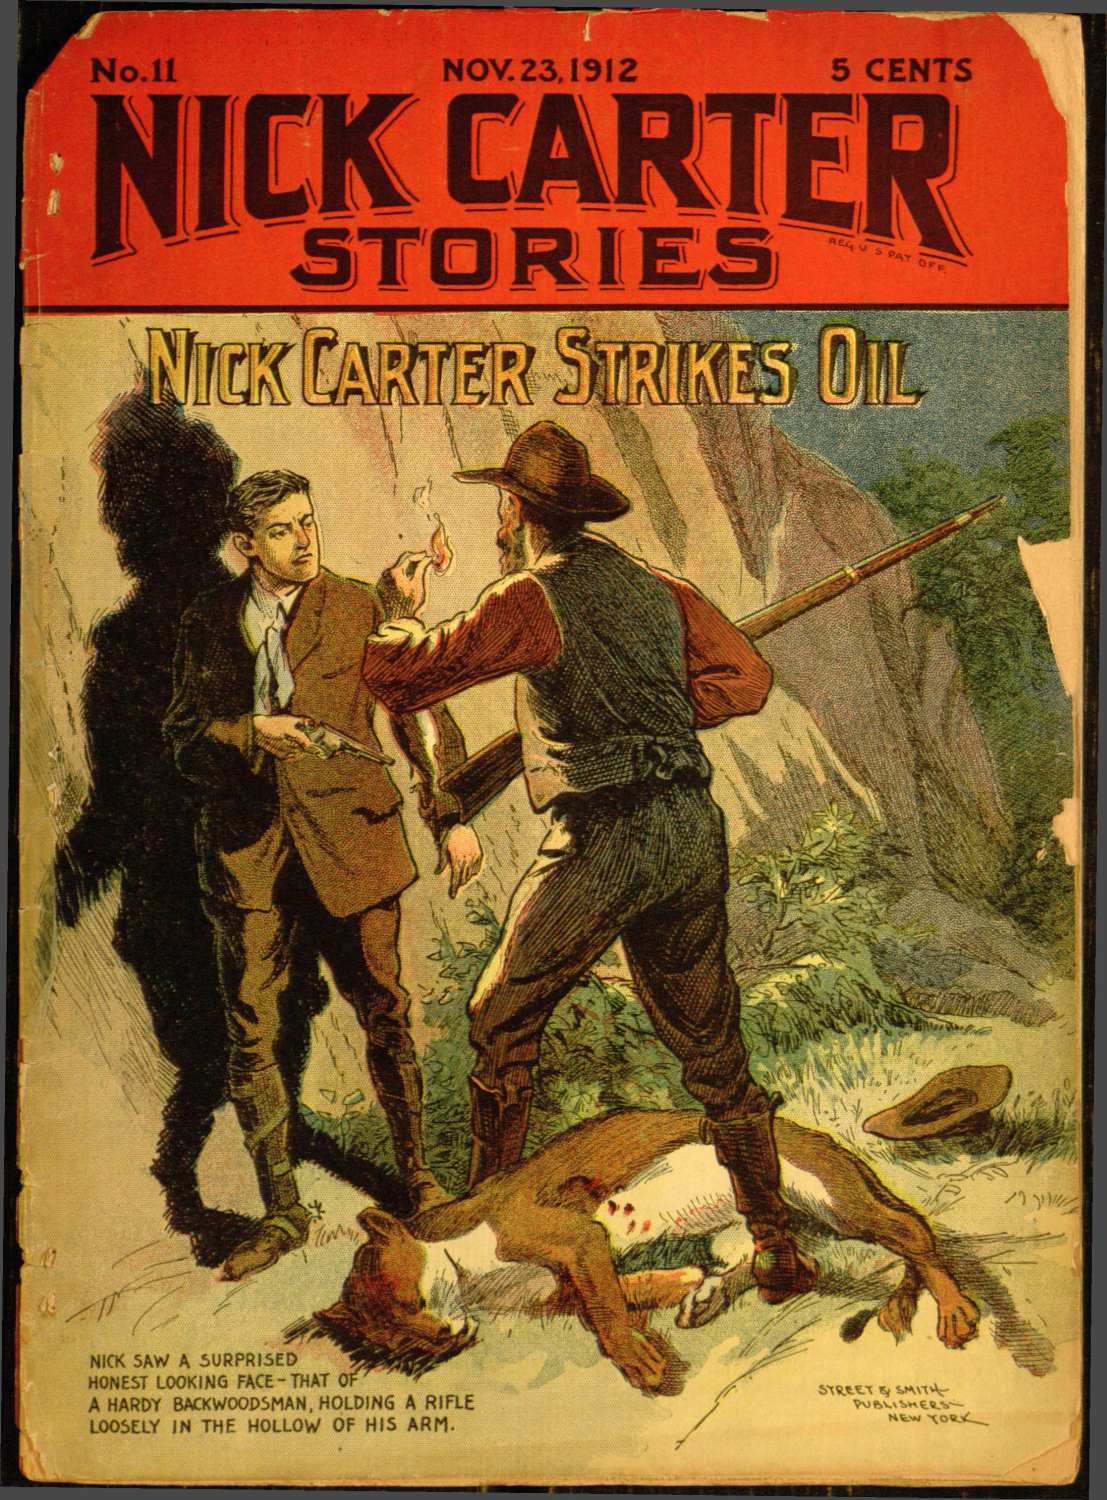 No. 11
NOV. 23, 1912
5 CENTS
NICK CARTER
STORIES
REG. U S PAT OFF.
NICK CARTER STRIKES OIL
NICK SAW A SURPRISED
HONEST LOOKING FACE - THAT OF
A HARDY BACKWOODSMAN, HOLDING A RIFLE
LOOSELY IN THE HOLLOW OF HIS ARM.
STREET & SMITH
PUBLISHERS
NEW YORK